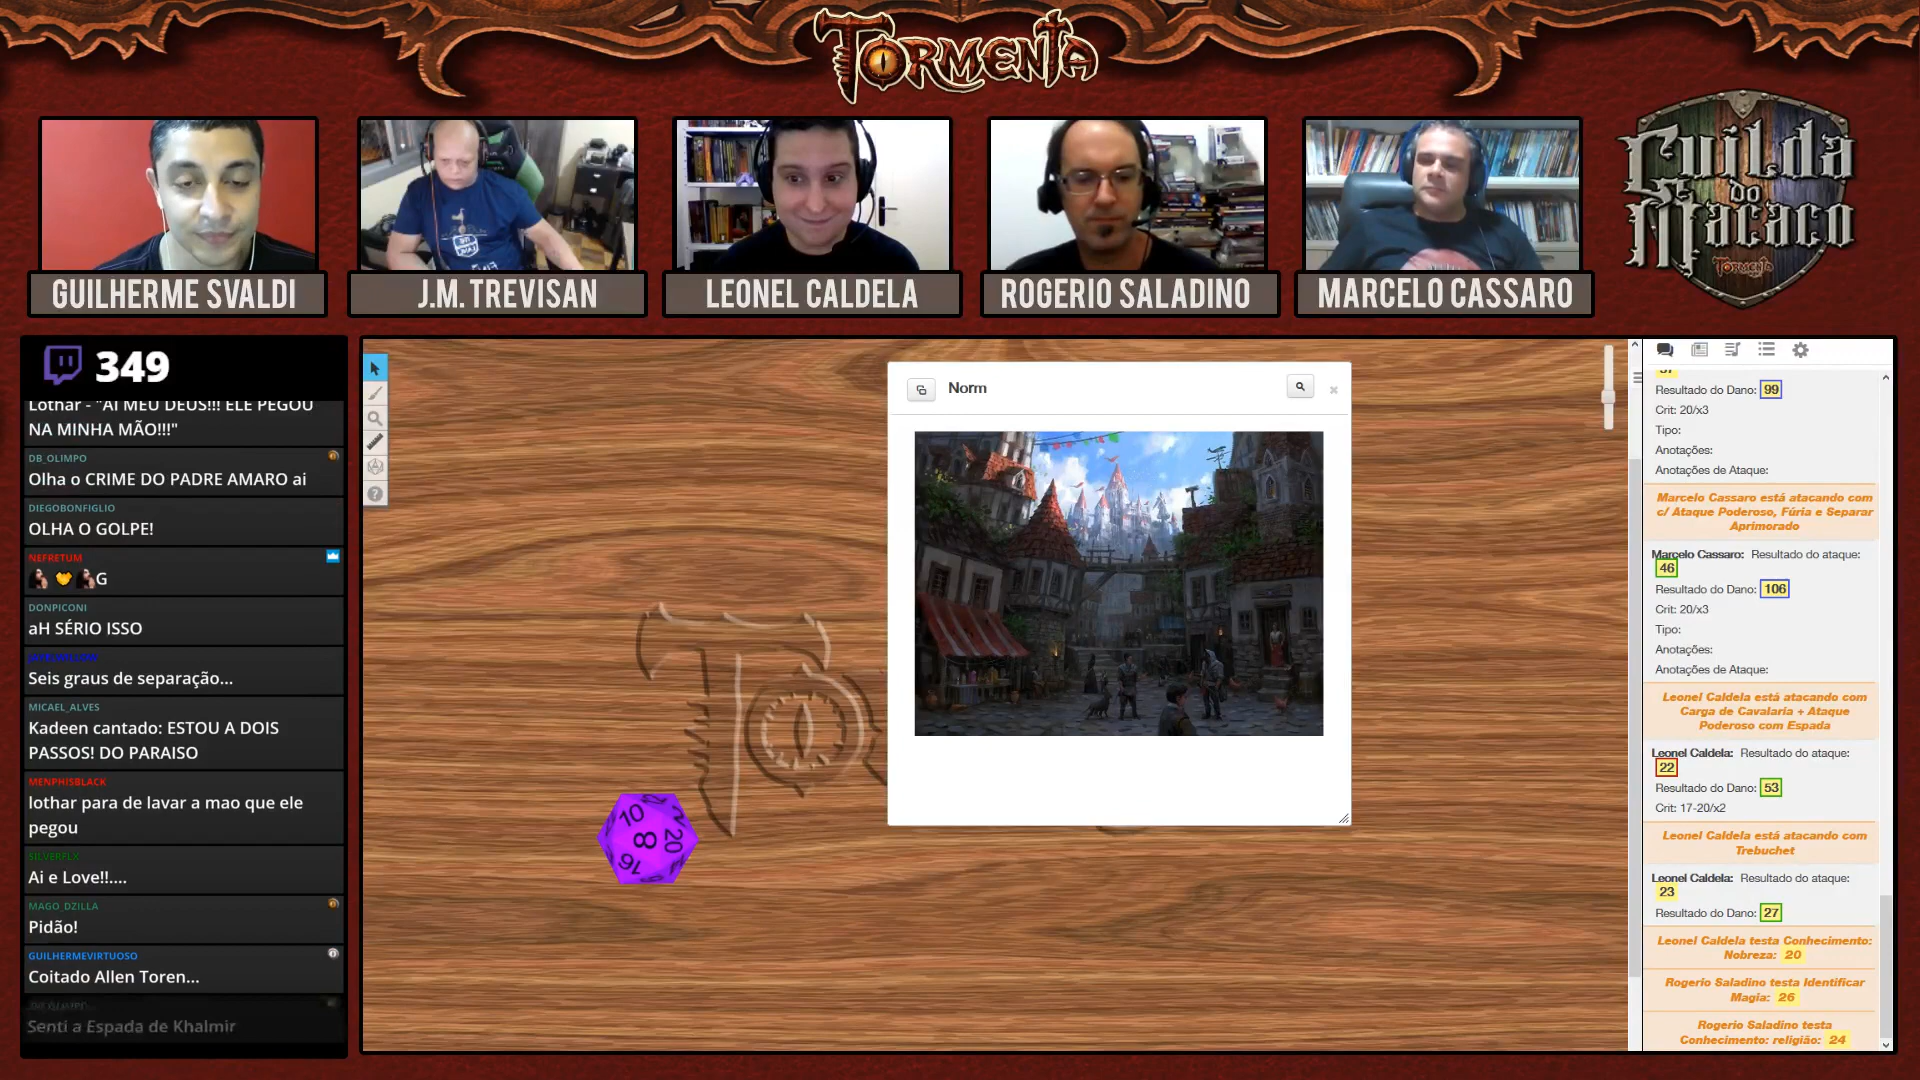 TORMENTA
Guilda
do
Macaco
TORMENTA
GUILHERME SVALDI
J.M. TREVISAN
LEONEL CALDELA
ROGERIO SALADINO
MARCELO CASSARO
349
Lothar - "AI MEU DEUS!!! ELE PEGOU
NA MINHA MÃO!!!"
DB_OLIMPO
Olha o CRIME DO PADRE AMARO ai
DIEGOBONFIGLIO
OLHA O GOLPE!
NEFRETUM
G
DONPICONI
aH SÉRIO ISSO
Seis graus de separação...
MICAEL_ALVES
Kadeen cantado: ESTOU A DOIS
PASSOS! DO PARAISO
MENPHISBLACK
lothar para de lavar a mao que ele
pegou
SILVERFLX
Ai e Love!!....
MAGO_DZILLA
Pidão!
GUILHERMEVIRTUOSO
Coitado Allen Toren...
Senti a Espada de Khalmir
Norm
10
8
20
16
Resultado do Dano: 99
Crit: 20/x3
Tipo:
Anotações:
Anotações de Ataque:
Marcelo Cassaro está atacando com
c/ Ataque Poderoso, Fúria e Separar
Aprimorado
Marcelo Cassaro: Resultado do ataque:
46
Resultado do Dano: 106
Crit: 20/x3
Tipo:
Anotações:
Anotações de Ataque:
Leonel Caldela está atacando com
Carga de Cavalaria + Ataque
Poderoso com Espada
Leonel Caldela: Resultado do ataque:
22
Resultado do Dano: 53
Crit: 17-20/x2
Leonel Caldela está atacando com
Trebuchet
Leonel Caldela: Resultado do ataque:
23
Resultado do Dano: 27
Leonel Caldela testa Conhecimento:
Nobreza: 20
Rogerio Saladino testa Identificar
Magia: 26
Rogerio Saladino testa
Conhecimento: religião: 24